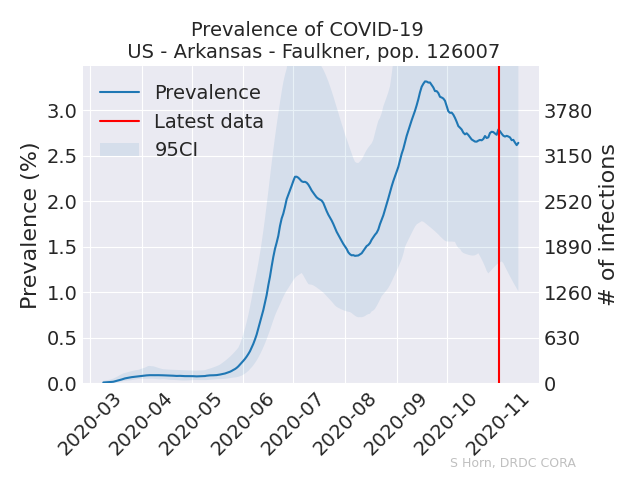 Prevalence of COVID-19
US - Arkansas - Faulkner, pop. 126007
Prevalence
Latest data
95CI
Prevalence (%)
3.0
2.5
2.0
1.5
1.0
0.5
0.0
3780
3150
2520
1890
1260
630
0
# of infections
2020-03
2020-04
2020-05
2020-06
2020-07
2020-08
2020-09
2020-10
2020-11
S Horn, DRDC CORA